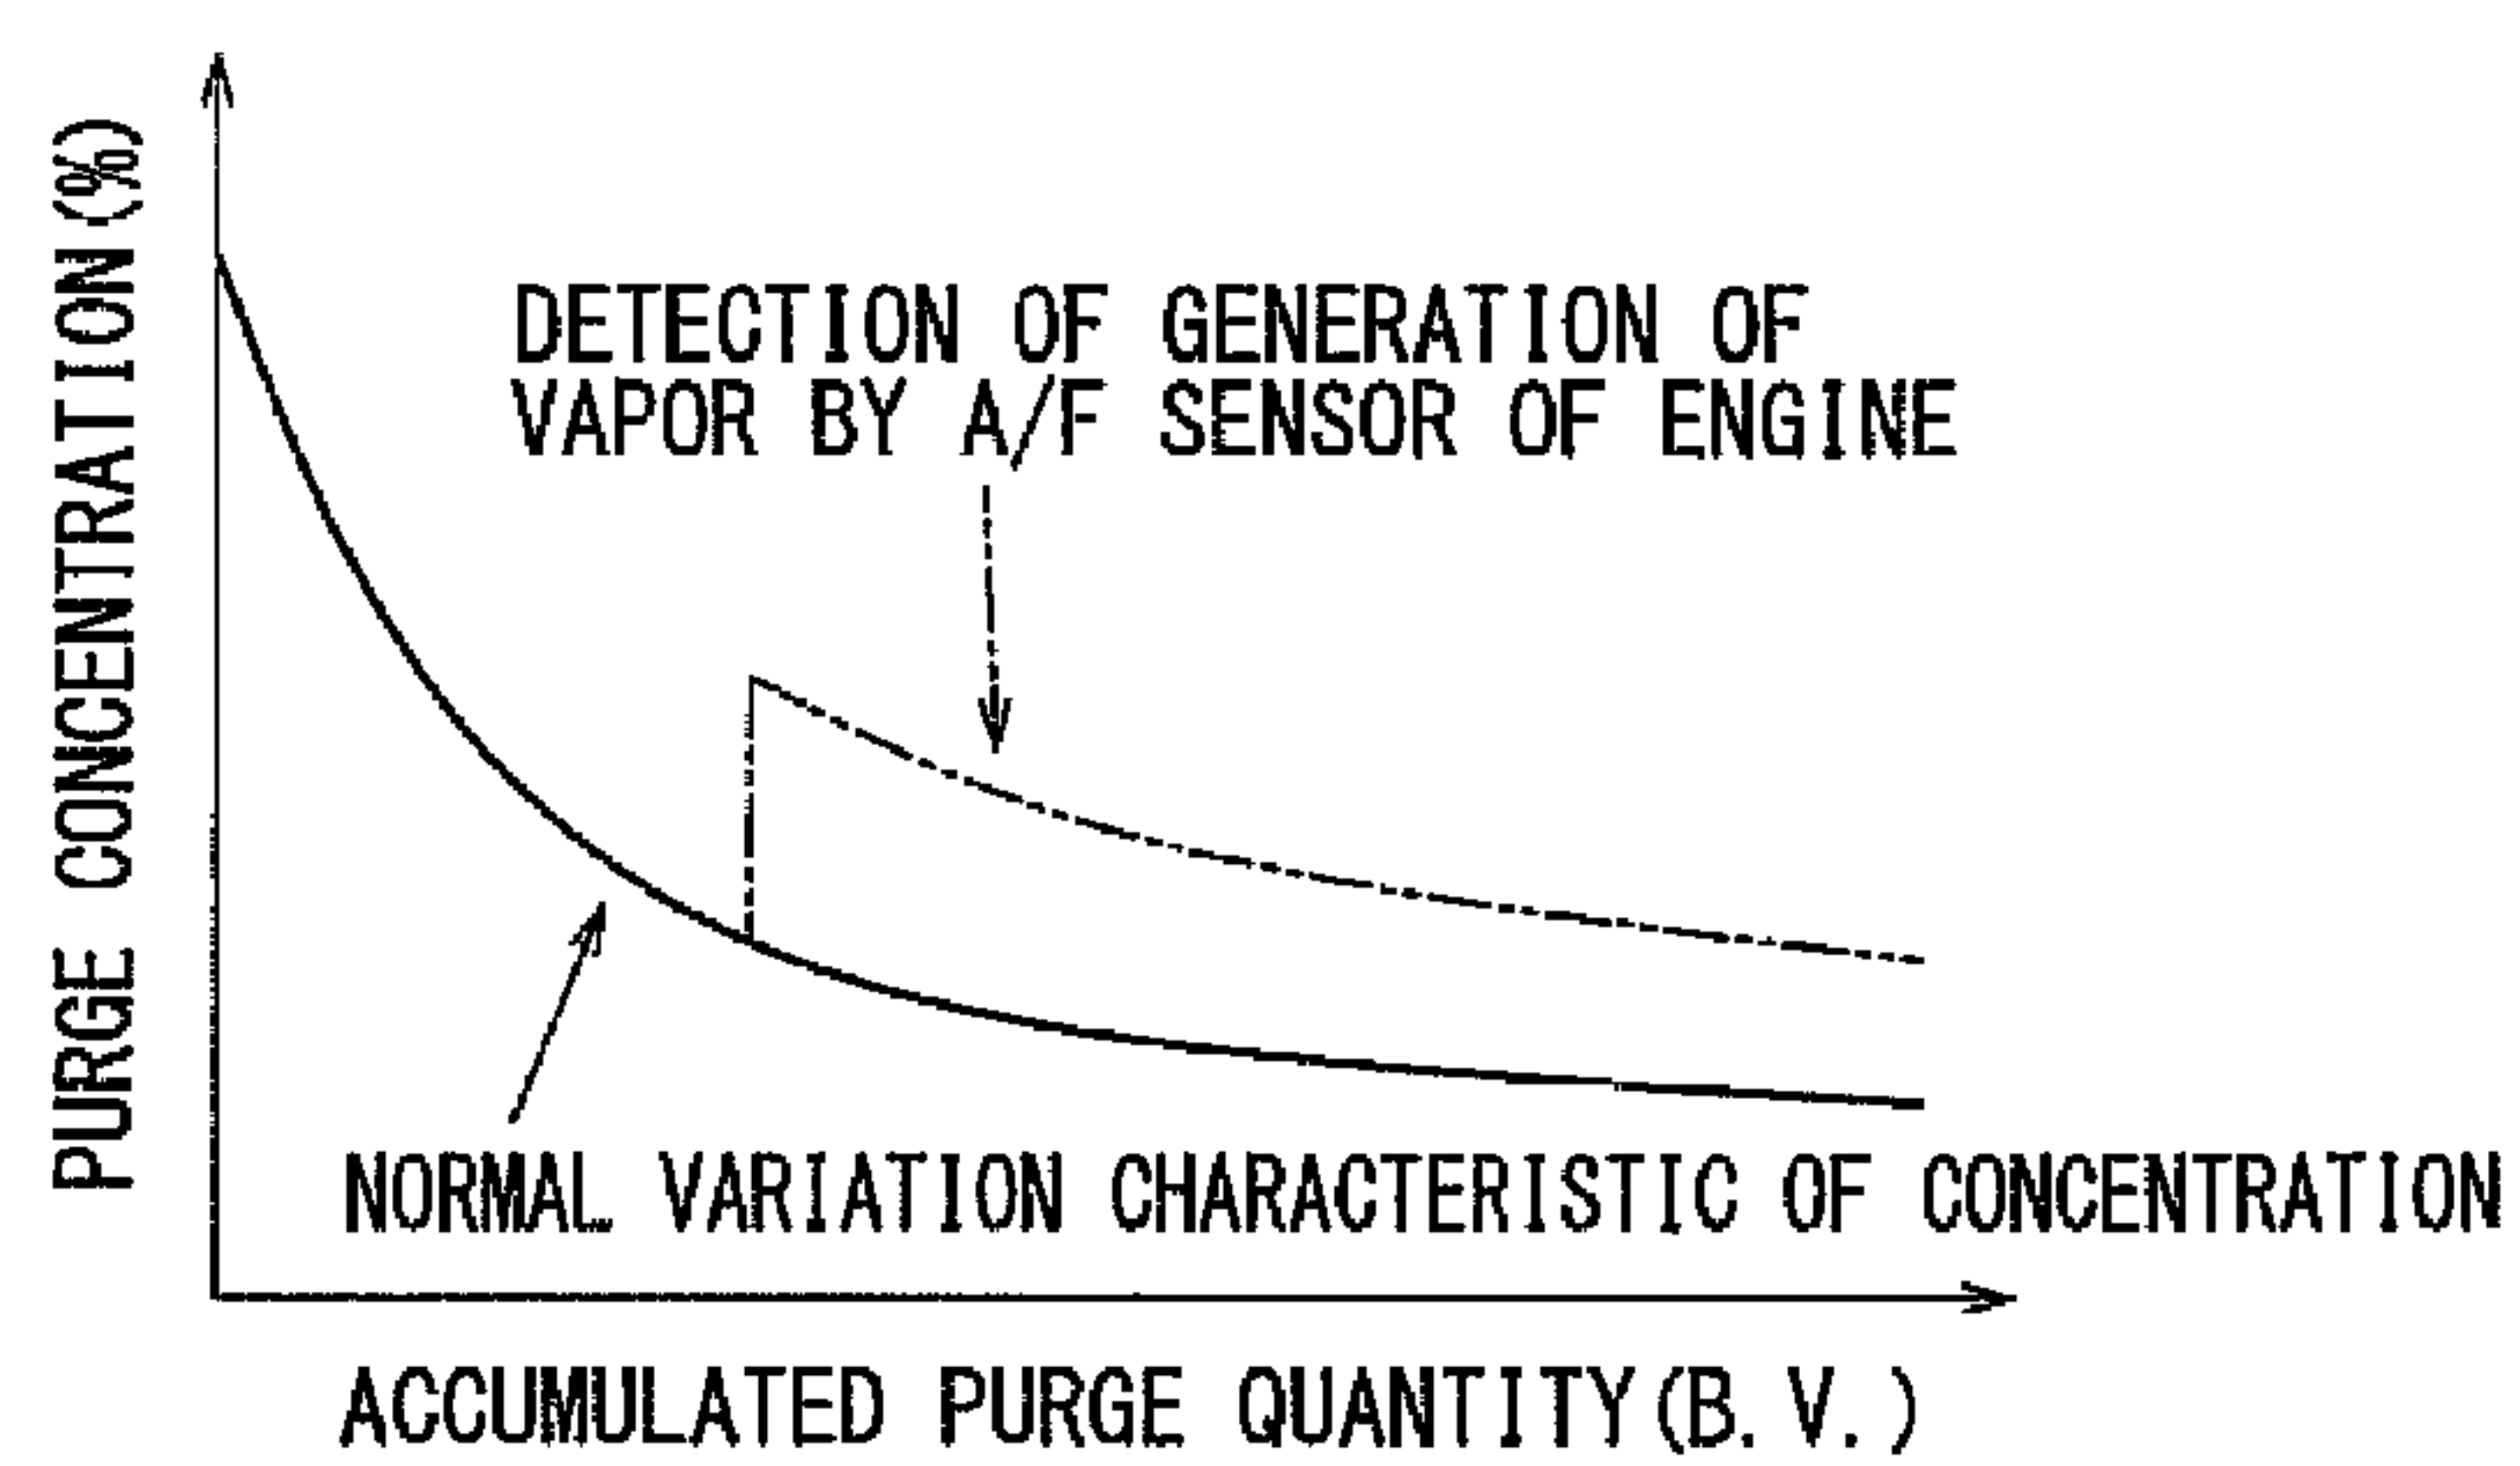 PURGE CONCENTRATION(%)
DETECTION OF GENERATION OF
VAPOR BY A/F SENSOR OF ENGINE
NORMAL VARIATION CHARACTERISTIC OF CONCENTRATION
ACCUMULATED PURGE QUANTITY(B.V.)